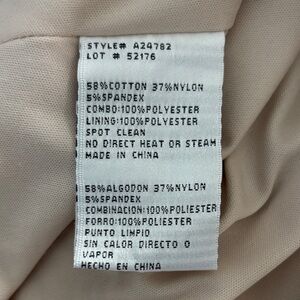 STYLE# A24782
LOT # 52176
58%COTTON 37%NYLON
5%SPANDEX
COMBO:100%POLYESTER
LINING:100%POLYESTER
SPOT CLEAN
NO DIRECT HEAT OR STEAM
MADE IN CHINA
58%ALGODON 37%NYLON
5%SPANDEX
COMBINACION:100%POLIESTER
FORRO:100%POLIESTER
PUNTO LIMPIO
SIN CALOR DIRECTO O
VAPOR
HECHO EN CHINA